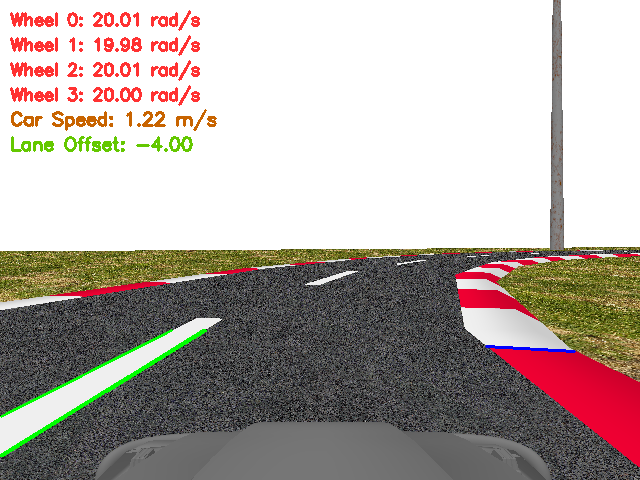 Wheel 0: 20.01 rad/s
Wheel 1: 19.98 rad/s
Wheel 2: 20.01 rad/s
Wheel 3: 20.00 rad/s
Car Speed: 1.22 m/s
Lane Offset: -4.00